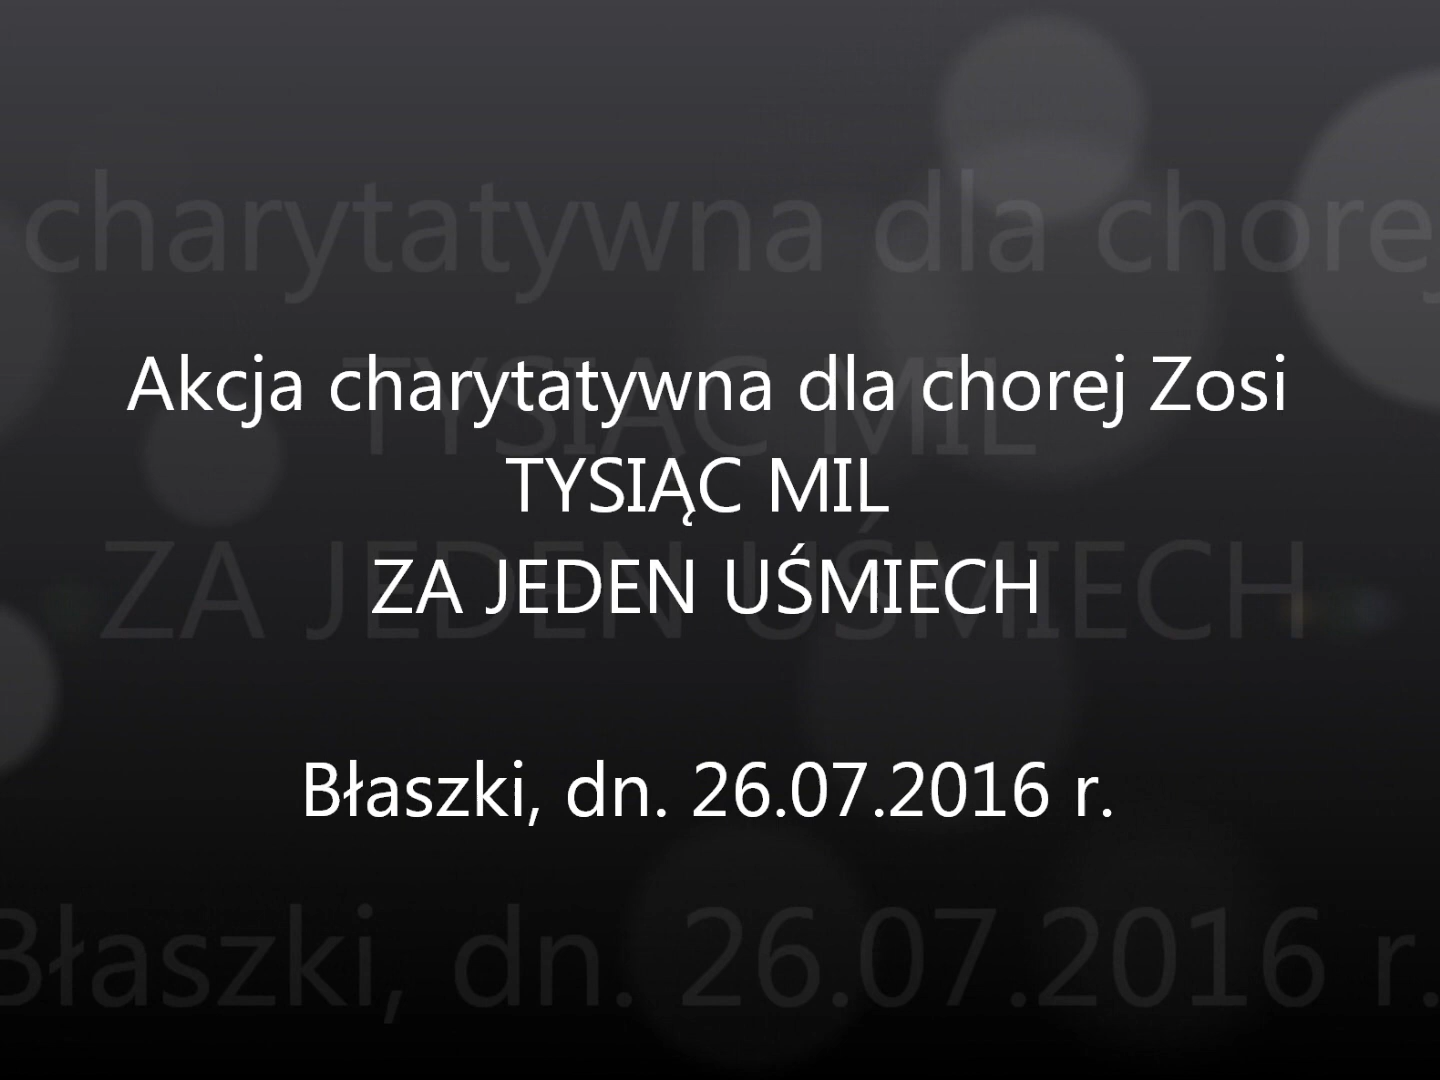 Akcja charytatywna dla chorej Zosi
TYSIĄC MIL
ZA JEDEN UŚMIECH
Błaszki, dn. 26.07.2016 r.